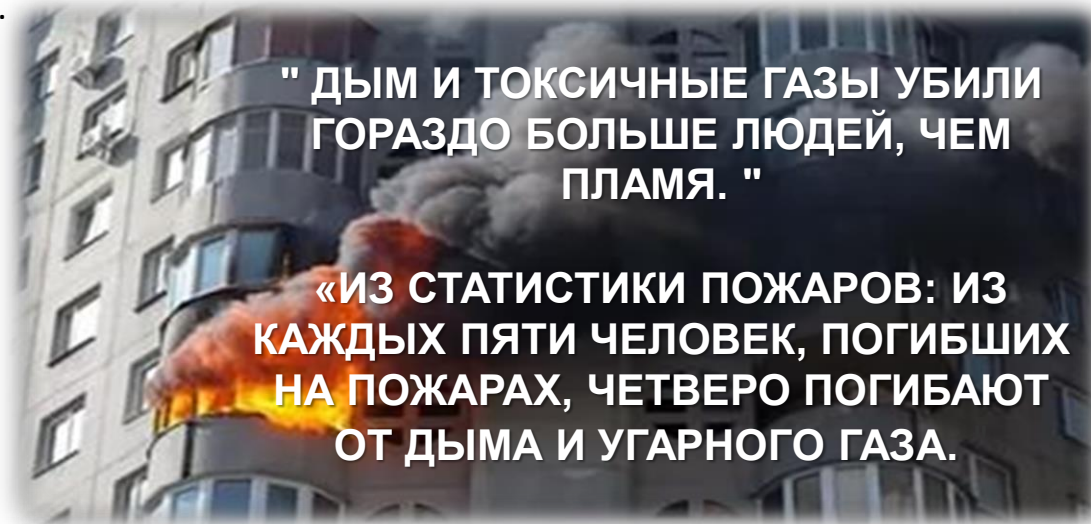 .
" ДЫМ И ТОКСИЧНЫЕ ГАЗЫ УБИЛИ
ГОРАЗДО БОЛЬШЕ ЛЮДЕЙ, ЧЕМ
ПЛАМЯ. "
«ИЗ СТАТИСТИКИ ПОЖАРОВ: ИЗ
КАЖДЫХ ПЯТИ ЧЕЛОВЕК, ПОГИБШИХ
НА ПОЖАРАХ, ЧЕТВЕРО ПОГИБАЮТ
ОТ ДЫМА И УГАРНОГО ГАЗА.